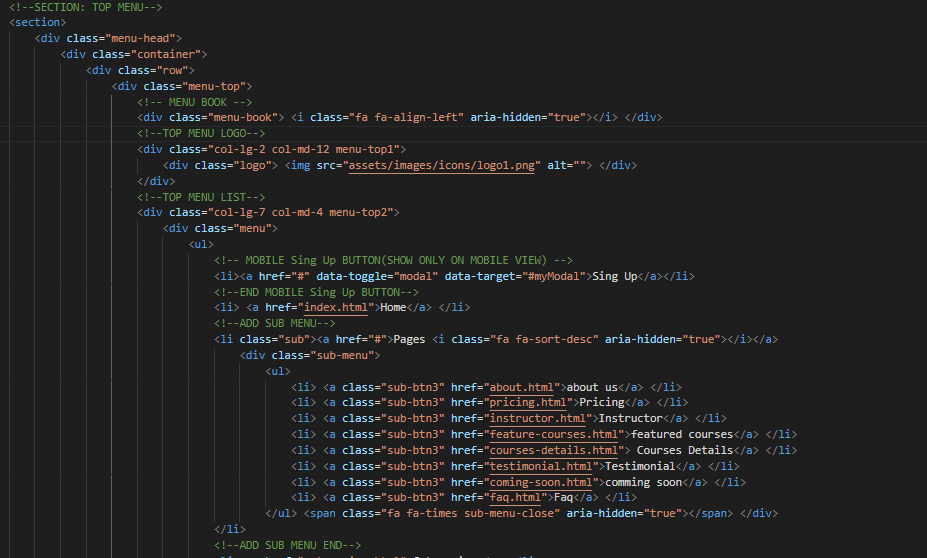 <!--SECTION: TOP MENU-->
<section>
<div class="menu-head">
<div class="container">
<div class="row">
<div class="menu-top">
<!-- MENU BOOK -->
<div class="menu-book"> <i class="fa fa-align-left" aria-hidden="true"></i> </div>
<!--TOP MENU LOGO-->
<div class="col-lg-2 col-md-12 menu-top1">
<div class="logo"> <img src="assets/images/icons/logo1.png" alt=""> </div>
</div>
<!--TOP MENU LIST-->
<div class="col-lg-7 col-md-4 menu-top2">
<div class="menu">
<ul>
<!-- MOBILE Sing Up BUTTON(SHOW ONLY ON MOBILE VIEW) -->
<li><a href="#" data-toggle="modal" data-target="#myModal">Sing Up</a></li>
<!--END MOBILE Sing Up BUTTON-->
<li> <a href="index.html">Home</a> </li>
<!--ADD SUB MENU-->
<li class="sub"><a href="#">Pages <i class="fa fa-sort-desc" aria-hidden="true"></i></a>
<div class="sub-menu">
<ul>
<li> <a class="sub-btn3" href="about.html">about us</a> </li>
<li> <a class="sub-btn3" href="pricing.html">Pricing</a> </li>
<li> <a class="sub-btn3" href="instructor.html">Instructor</a> </li>
<li> <a class="sub-btn3" href="feature-courses.html">featured courses</a> </li>
<li> <a class="sub-btn3" href="courses-details.html"> Courses Details</a> </li>
<li> <a class="sub-btn3" href="testimonial.html">Testimonial</a> </li>
<li> <a class="sub-btn3" href="coming-soon.html">comming soon</a> </li>
<li> <a class="sub-btn3" href="faq.html">Faq</a> </li>
</ul> <span class="fa fa-times sub-menu-close" aria-hidden="true"></span> </div>
</li>
<!--ADD SUB MENU END-->